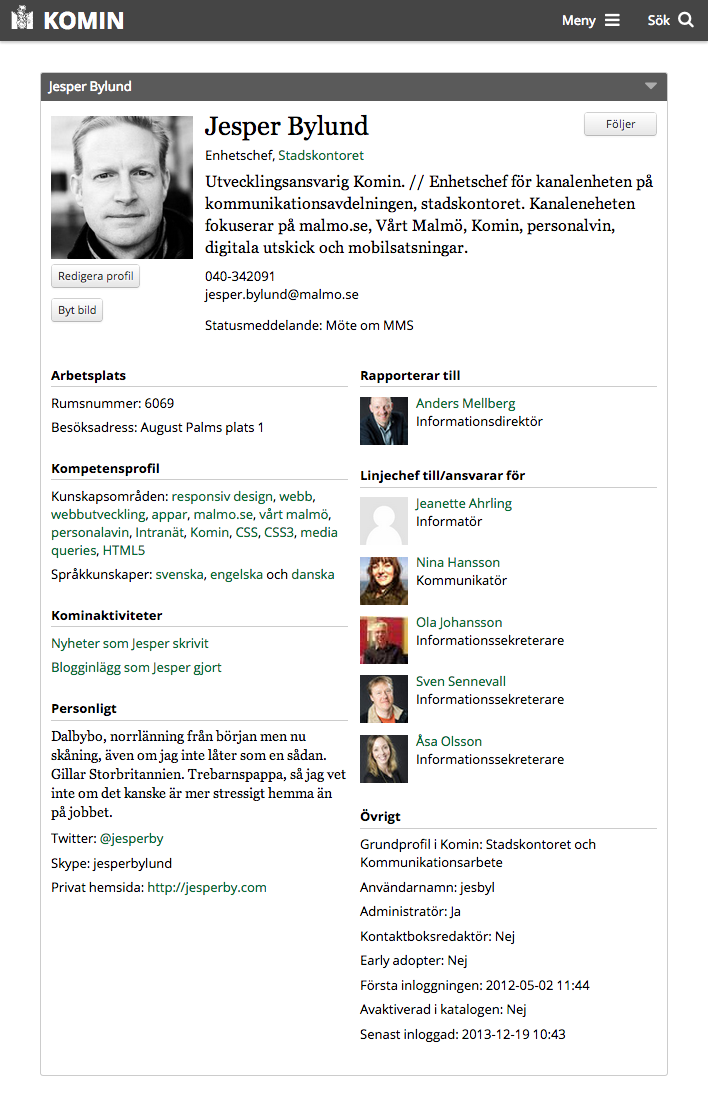 KOMIN
Meny
Sök
Jesper Bylund
Jesper Bylund
Följer
Enhetschef, Stadskontoret
Utvecklingsansvarig Komin. // Enhetschef för kanalenheten på
kommunikationsavdelningen, stadskontoret. Kanaleneheten
fokuserar på malmo.se, Vårt Malmö, Komin, personalvin,
digitala utskick och mobilsatsningar.
Redigera profil
Byt bild
040-342091
jesper.bylund@malmo.se
Statusmeddelande: Möte om MMS
Arbetsplats
Rumsnummer: 6069
Besöksadress: August Palms plats 1
Kompetensprofil
Kunskapsområden: responsiv design, webb,
webbutveckling, appar, malmo.se, vårt malmö,
personalavin, Intranät, Komin, CSS, CSS3, media
queries, HTML5
Språkkunskaper: svenska, engelska och danska
Kominaktiviteter
Nyheter som Jesper skrivit
Blogginlägg som Jesper gjort
Personligt
Dalbybo, norrlänning från början men nu
skåning, även om jag inte låter som en sådan.
Gillar Storbritannien. Trebarnspappa, så jag vet
inte om det kanske är mer stressigt hemma än
på jobbet.
Twitter: @jesperby
Skype: jesperbylund
Privat hemsida: http://jesperby.com
Rapporterar till
Anders Mellberg
Informationsdirektör
Linjechef till/ansvarar för
Jeanette Ahrling
Informatör
Nina Hansson
Kommunikatör
Ola Johansson
Informationssekreterare
Sven Sennevall
Informationssekreterare
Åsa Olsson
Informationssekreterare
Övrigt
Grundprofil i Komin: Stadskontoret och
Kommunikationsarbete
Användarnamn: jesbyl
Administratör: Ja
Kontaktboksredaktör: Nej
Early adopter: Nej
Första inloggningen: 2012-05-02 11:44
Avaktiverad i katalogen: Nej
Senast inloggad: 2013-12-19 10:43